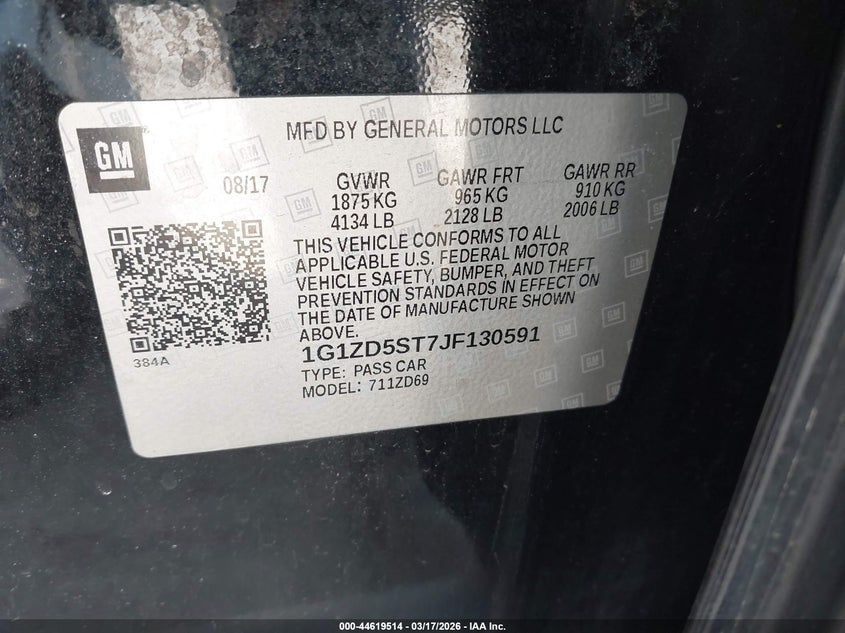 GM
MFD BY GENERAL MOTORS LLC
08/17
GVWR GAWR FRT GAWR RR
1875 KG 965 KG 910 KG
4134 LB 2128 LB 2006 LB
THIS VEHICLE CONFORMS TO ALL
APPLICABLE U.S. FEDERAL MOTOR
VEHICLE SAFETY, BUMPER, AND THEFT
PREVENTION STANDARDS IN EFFECT ON
THE DATE OF MANUFACTURE SHOWN
ABOVE.
384A
1G1ZD5ST7JF130591
TYPE: PASS CAR
MODEL: 711ZD69
000-44619514 — 03/17/2026 — IAA Inc.